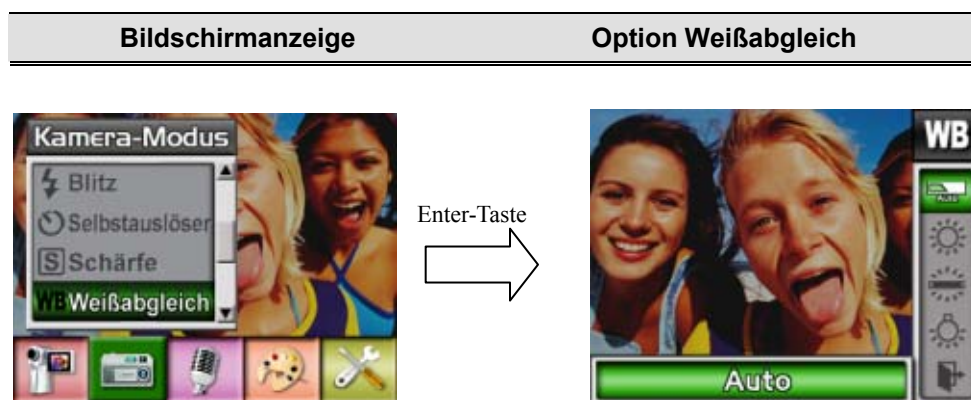 Bildschirmanzeige Option Weißabgleich
Kamera-Modus
Blitz
Selbstauslöser
S Schärfe
WB Weißabgleich
Enter-Taste
WB
AUTO
Auto